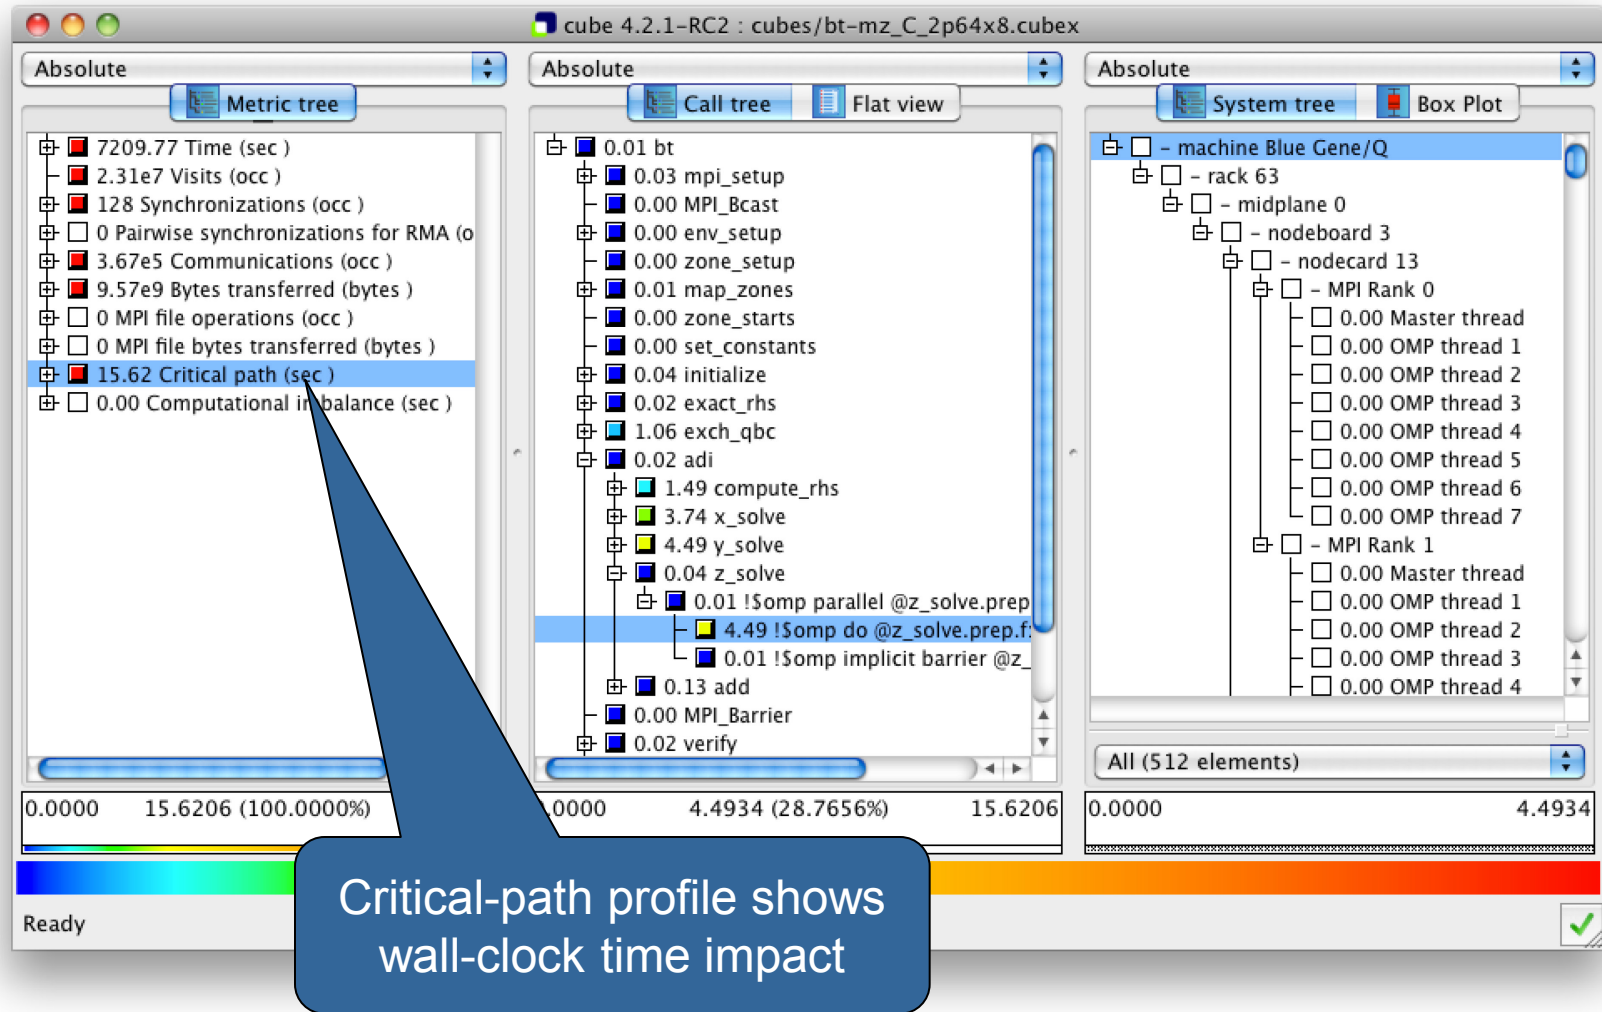 cube 4.2.1-RC2 : cubes/bt-mz_C_2p64x8.cubex
Absolute
Metric tree
7209.77 Time (sec )
2.31e7 Visits (occ )
128 Synchronizations (occ )
0 Pairwise synchronizations for RMA (o
3.67e5 Communications (occ )
9.57e9 Bytes transferred (bytes )
0 MPI file operations (occ )
0 MPI file bytes transferred (bytes )
15.62 Critical path (sec )
0.00 Computational imbalance (sec )
0.0000 15.6206 (100.0000%)
Absolute
Call tree
Flat view
0.01 bt
0.03 mpi_setup
0.00 MPI_Bcast
0.00 env_setup
0.00 zone_setup
0.01 map_zones
0.00 zone_starts
0.00 set_constants
0.04 initialize
0.02 exact_rhs
1.06 exch_qbc
0.02 adi
1.49 compute_rhs
3.74 x_solve
4.49 y_solve
0.04 z_solve
0.01 !$omp parallel @z_solve.prep
4.49 !$omp do @z_solve.prep.f:
0.01 !$omp implicit barrier @z_
0.13 add
0.00 MPI_Barrier
0.02 verify
0.0000 4.4934 (28.7656%) 15.6206
Absolute
System tree
Box Plot
- machine Blue Gene/Q
- rack 63
- midplane 0
- nodeboard 3
- nodecard 13
- MPI Rank 0
0.00 Master thread
0.00 OMP thread 1
0.00 OMP thread 2
0.00 OMP thread 3
0.00 OMP thread 4
0.00 OMP thread 5
0.00 OMP thread 6
0.00 OMP thread 7
- MPI Rank 1
0.00 Master thread
0.00 OMP thread 1
0.00 OMP thread 2
0.00 OMP thread 3
0.00 OMP thread 4
All (512 elements)
0.0000 4.4934
Critical-path profile shows
wall-clock time impact
Ready